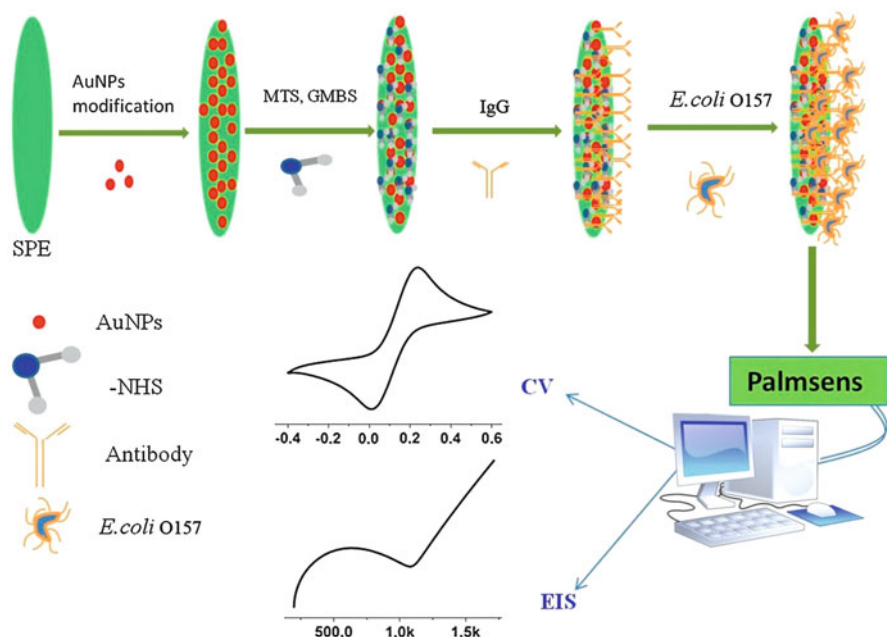 AuNPs
modification
MTS, GMBS
IgG
E.coli O157
SPE
AuNPs
-NHS
Antibody
E.coli O157
-0.4 -0.2 0.0 0.2 0.4 0.6
500.0 1.0k 1.5k
CV
EIS
Palmsens